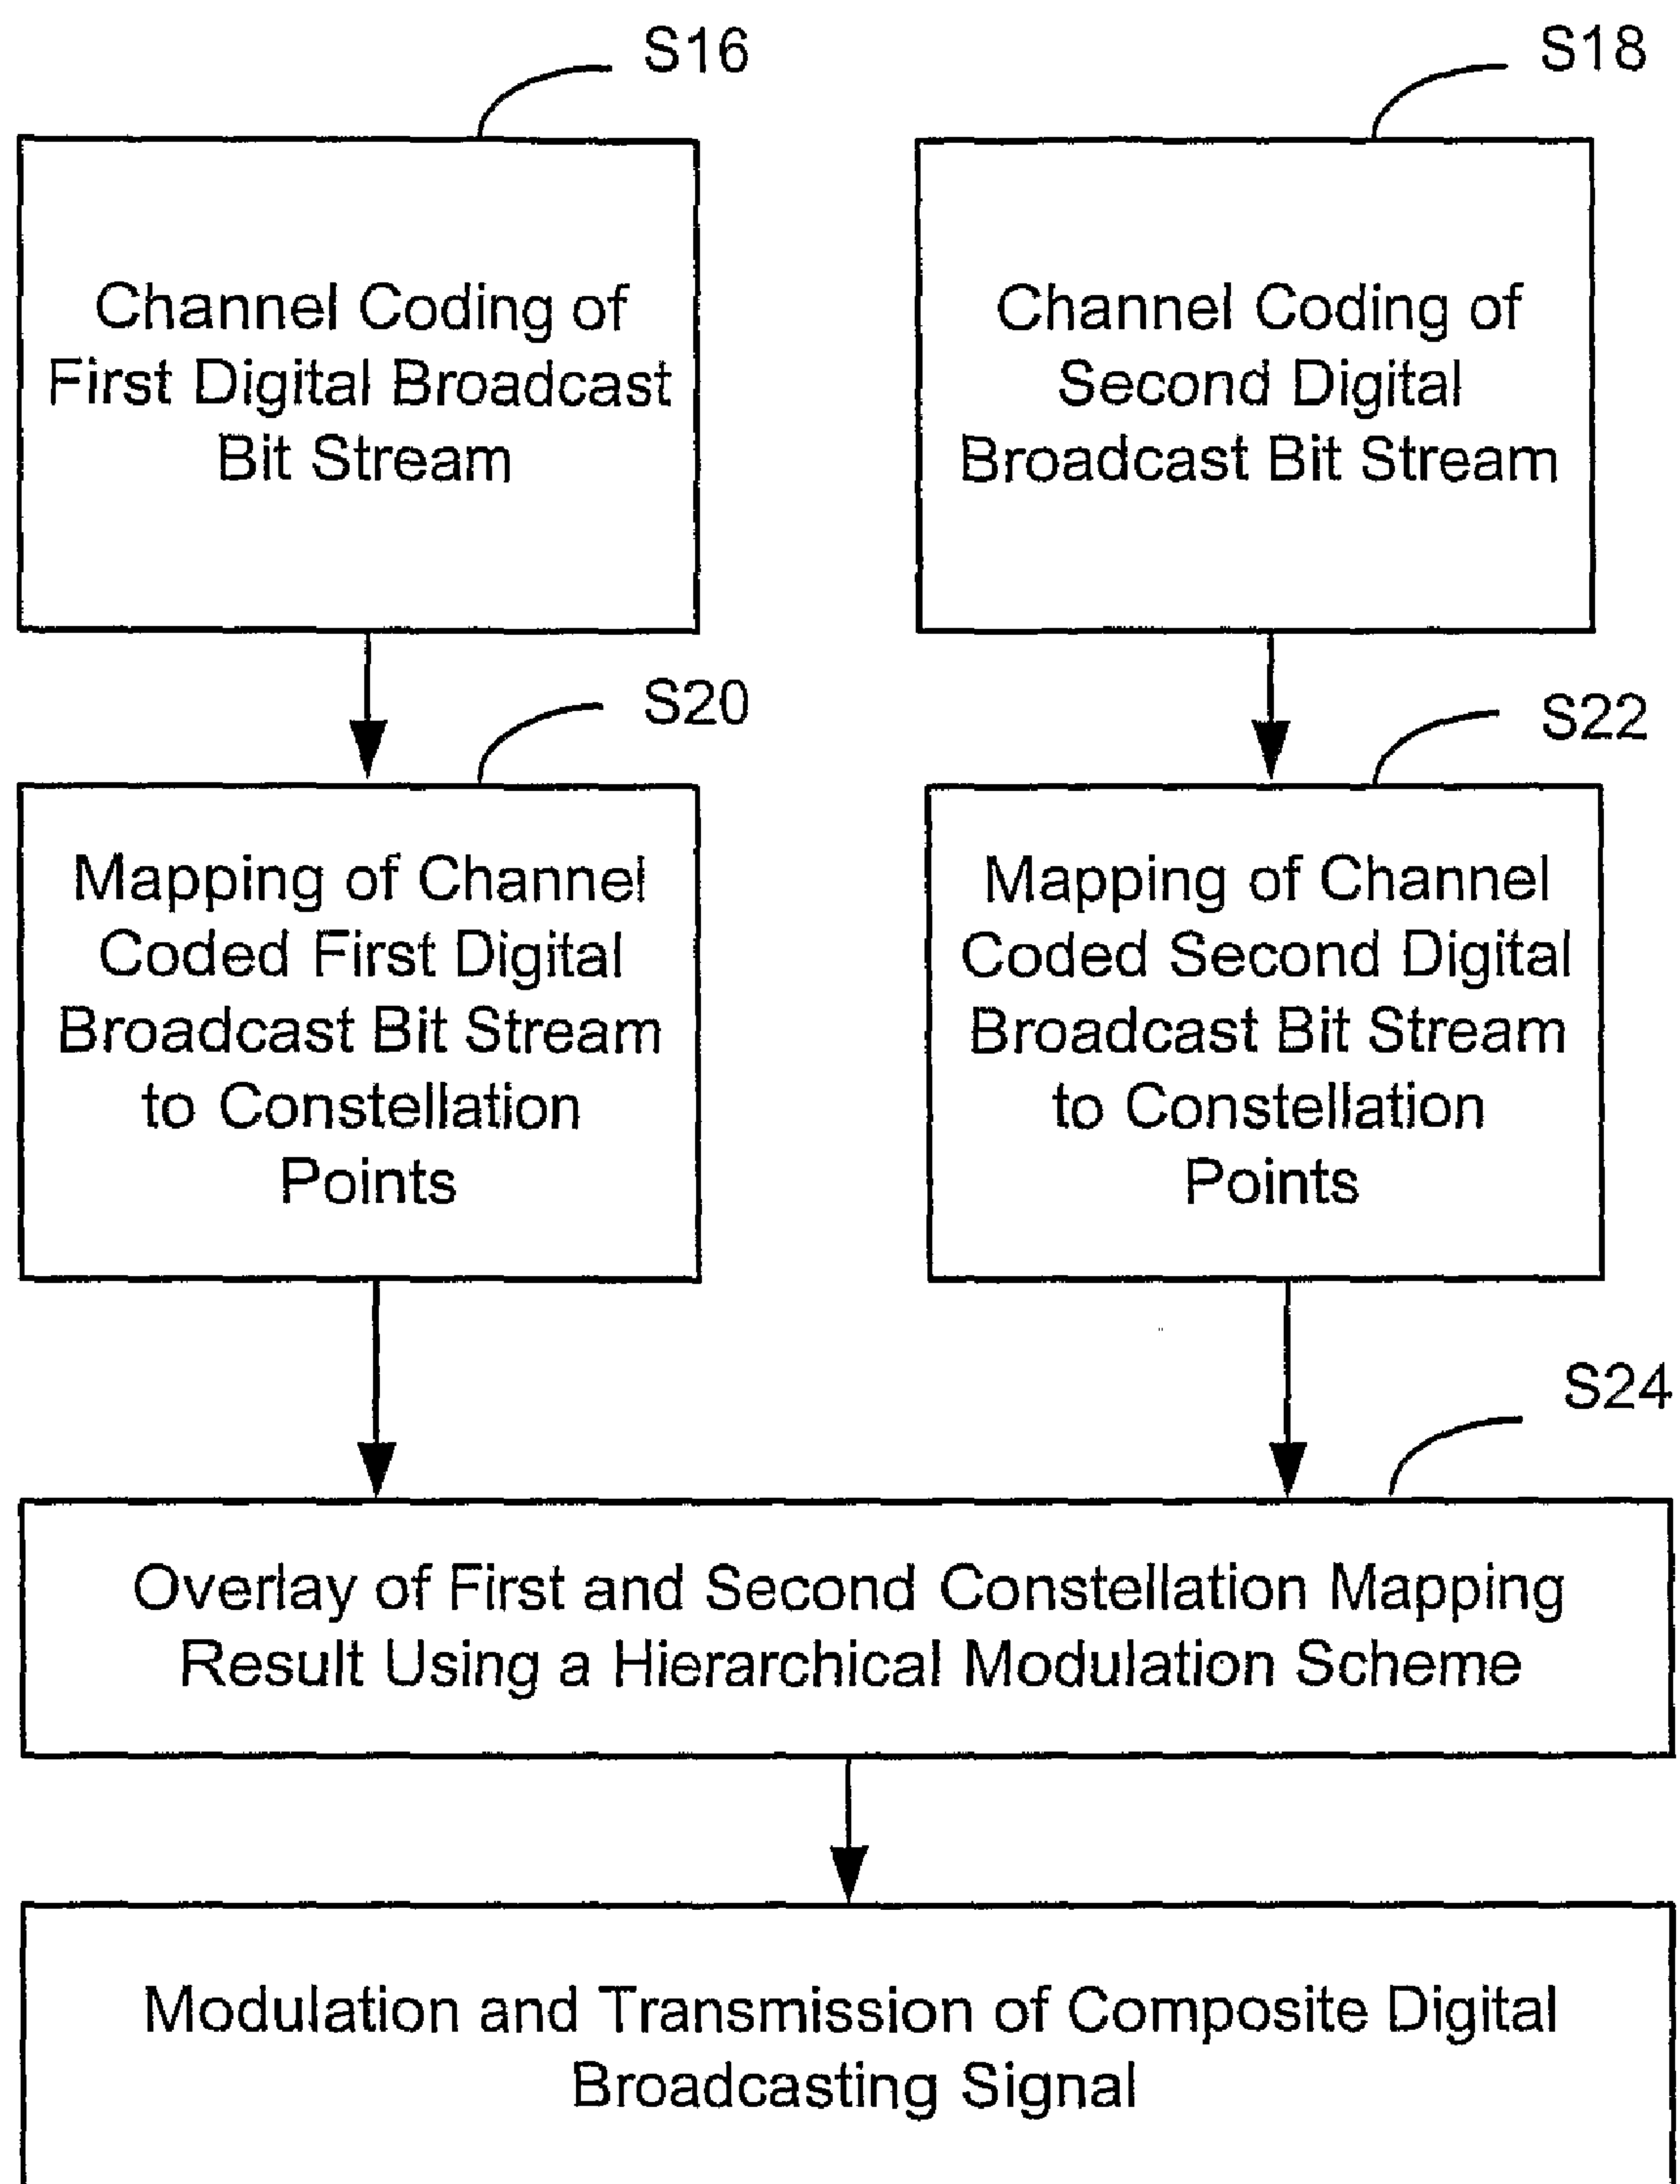 S16
S18
Channel Coding of
First Digital Broadcast
Bit Stream
Channel Coding of
Second Digital
Broadcast Bit Stream
S20
S22
Mapping of Channel
Coded First Digital
Broadcast Bit Stream
to Constellation
Points
Mapping of Channel
Coded Second Digital
Broadcast Bit Stream
to Constellation
Points
S24
Overlay of First and Second Constellation Mapping
Result Using a Hierarchical Modulation Scheme
Modulation and Transmission of Composite Digital
Broadcasting Signal